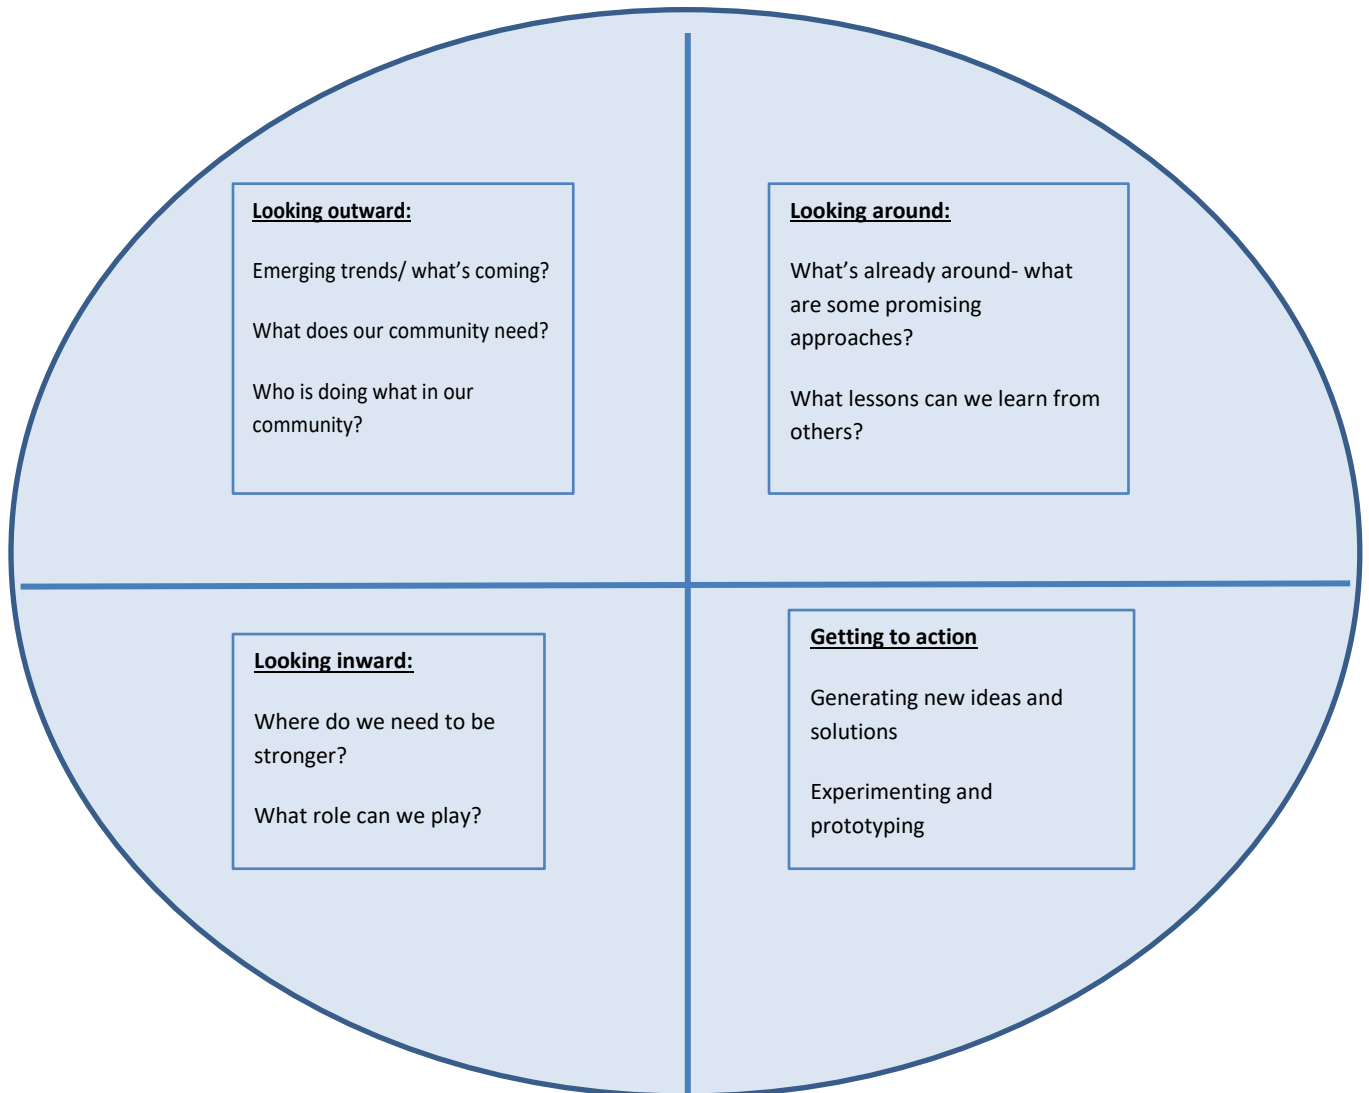 Looking outward:
Emerging trends/ what’s coming?
What does our community need?
Who is doing what in our
community?
Looking around:
What’s already around- what
are some promising
approaches?
What lessons can we learn from
others?
Looking inward:
Where do we need to be
stronger?
What role can we play?
Getting to action
Generating new ideas and
solutions
Experimenting and
prototyping